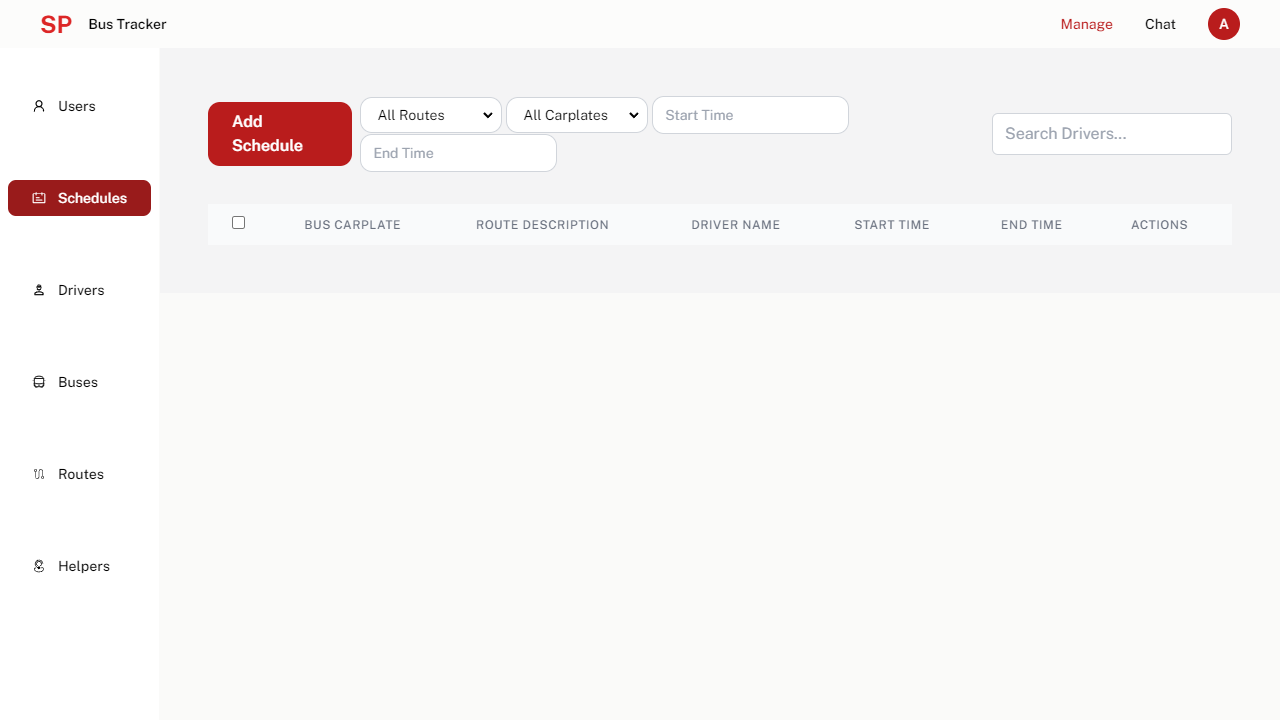 SP Bus Tracker
Manage
Chat
A
Users
Schedules
Drivers
Buses
Routes
Helpers
Add
Schedule
All Routes
All Carplates
Start Time
End Time
Search Drivers...
BUS CARPLATE
ROUTE DESCRIPTION
DRIVER NAME
START TIME
END TIME
ACTIONS